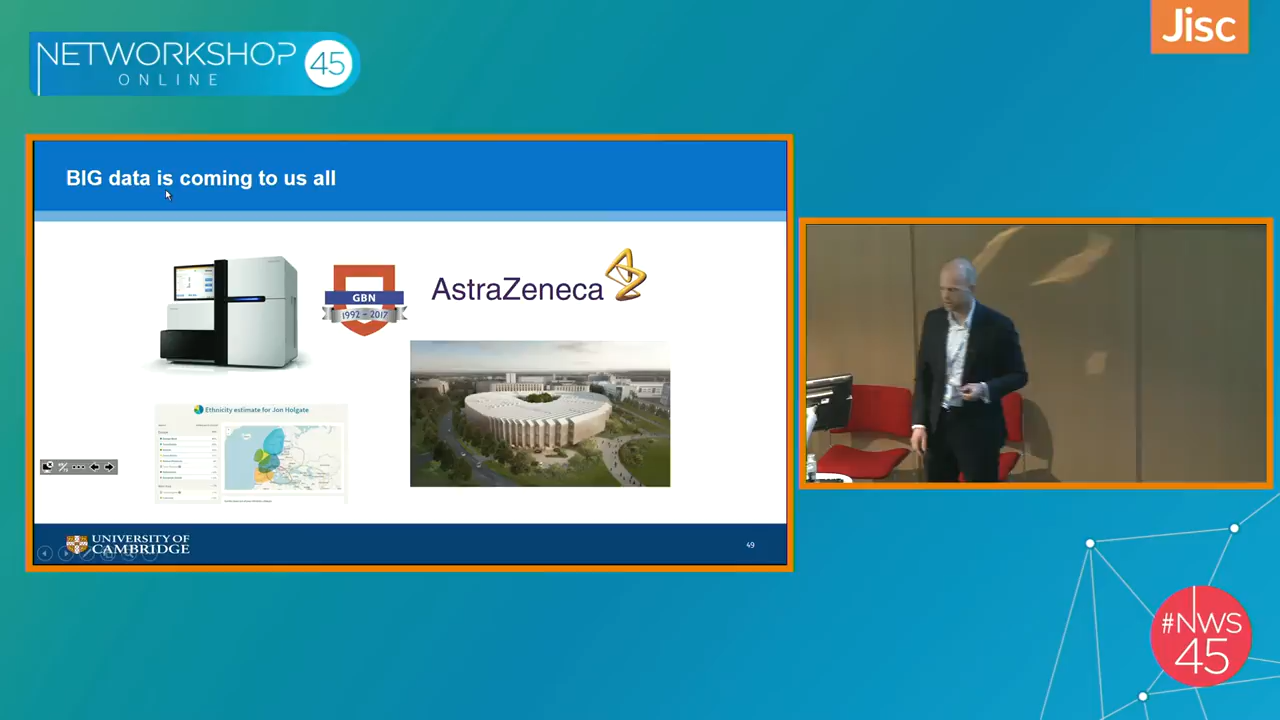 NETWORKSHOP 45
ONLINE
Jisc
BIG data is coming to us all
GBN
1992 - 2017
AstraZeneca
Ethnicity estimate for Jon Holgate
UNIVERSITY OF
CAMBRIDGE
49
#NWS
45